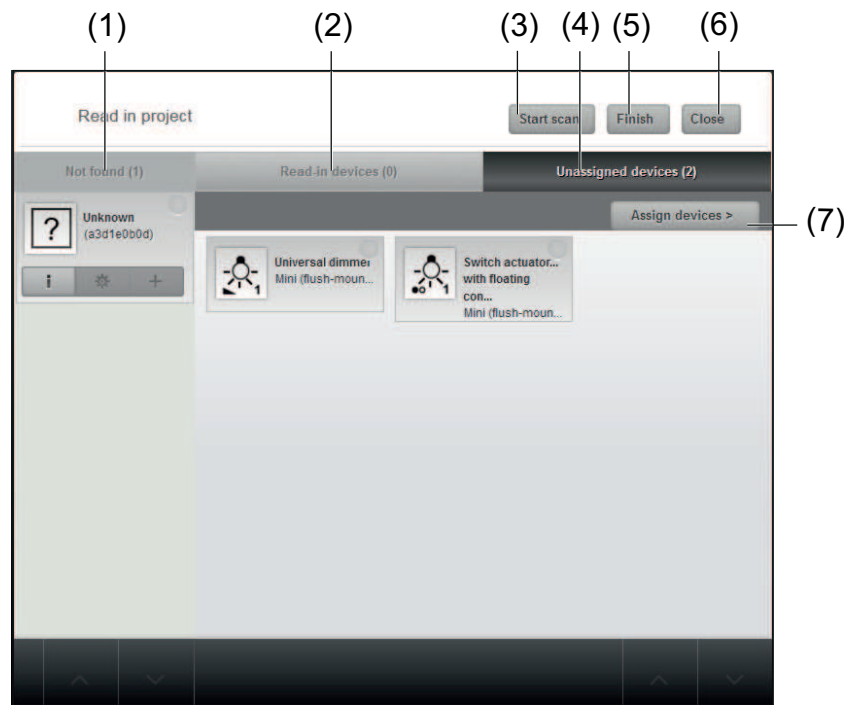 (1) (2) (3) (4) (5) (6)
Read in project
Start scan Finish Close
Not found (1) Read-in devices (0) Unassigned devices (2)
Assign devices >
(7)
?
Unknown
(a3d1e0b0d)
i + 
1
Universal dimmer
Mini (flush-moun...
1
Switch actuator...
with floating
con...
Mini (flush-moun...